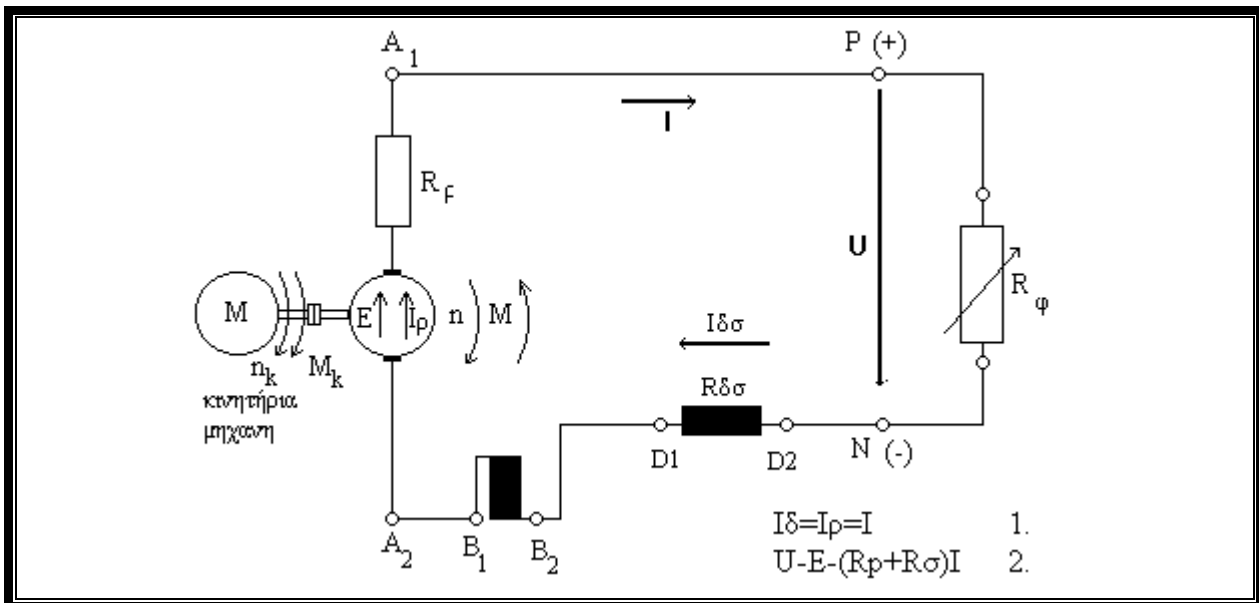 A1
P (+)
I
Rf
U
Rφ
M
E
Iρ
n
M
nk
Mk
κινητήρια
μηχανη
Iδσ
Rδσ
D1
D2
N (-)
A2
B1
B2
Iδ=Iρ=I 1.
U-E-(Rρ+Rσ)I 2.